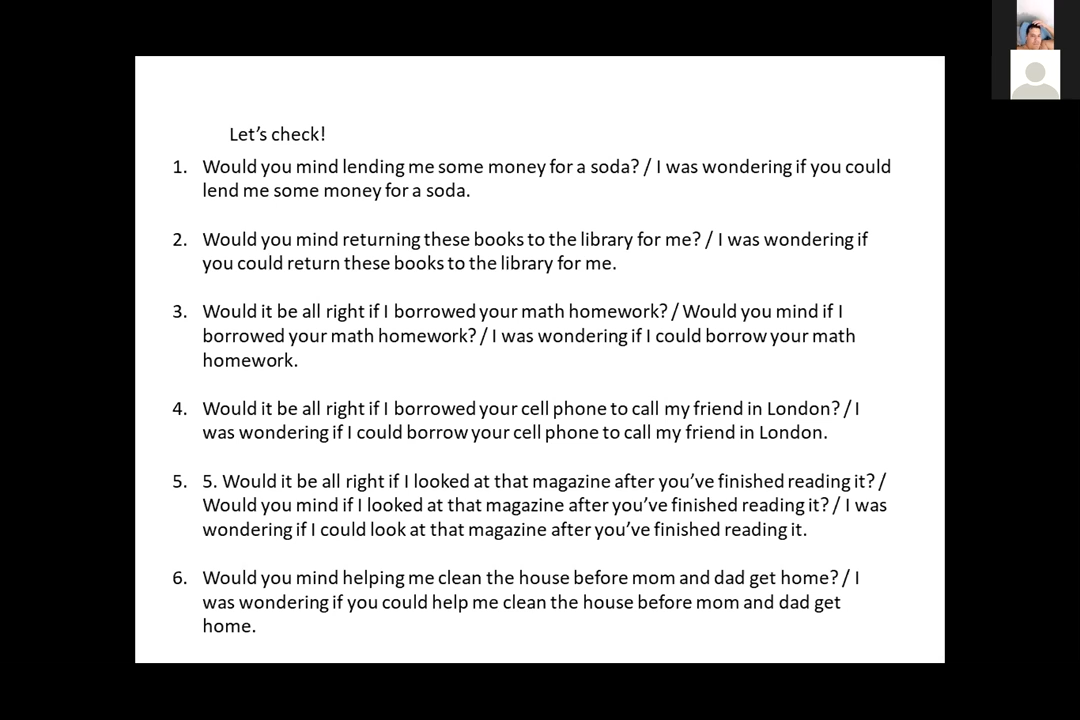 Let’s check!
1. Would you mind lending me some money for a soda? / I was wondering if you could
lend me some money for a soda.
2. Would you mind returning these books to the library for me? / I was wondering if
you could return these books to the library for me.
3. Would it be all right if I borrowed your math homework? / Would you mind if I
borrowed your math homework? / I was wondering if I could borrow your math
homework.
4. Would it be all right if I borrowed your cell phone to call my friend in London? / I
was wondering if I could borrow your cell phone to call my friend in London.
5. 5. Would it be all right if I looked at that magazine after you’ve finished reading it? /
Would you mind if I looked at that magazine after you’ve finished reading it? / I was
wondering if I could look at that magazine after you’ve finished reading it.
6. Would you mind helping me clean the house before mom and dad get home? / I
was wondering if you could help me clean the house before mom and dad get
home.